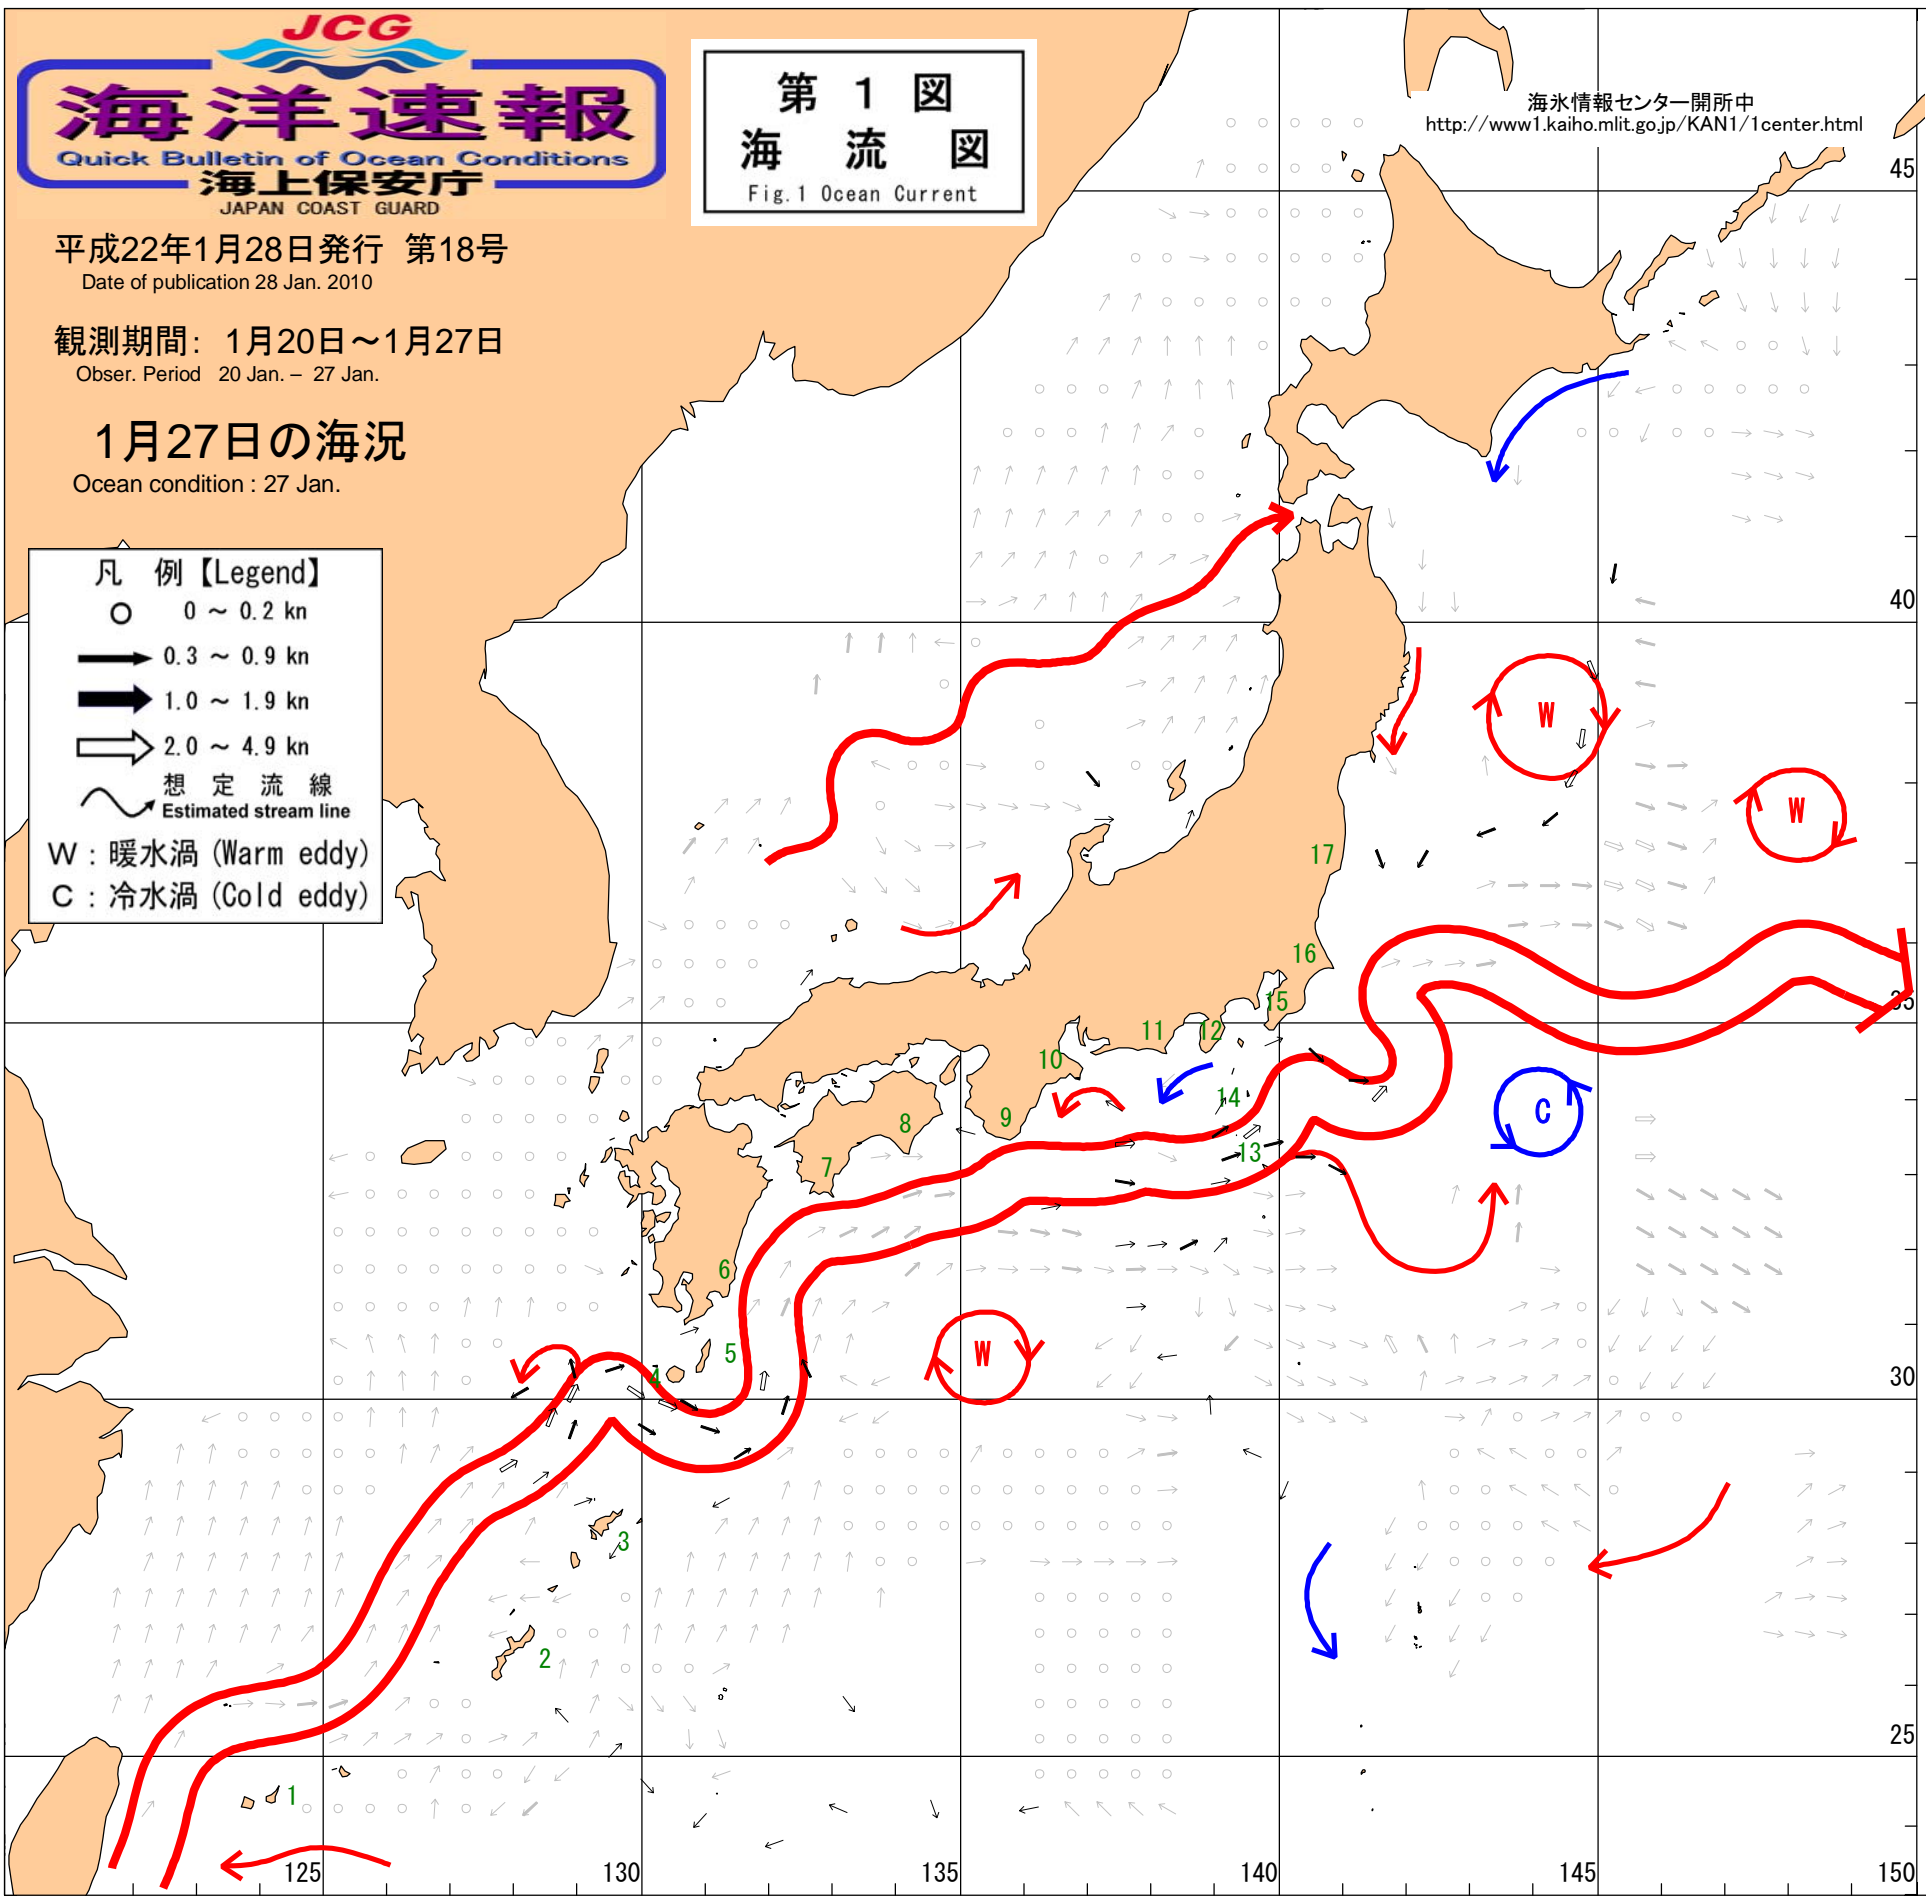 JCG
海洋速報
Quick Bulletin of Ocean Conditions
海上保安庁
JAPAN COAST GUARD
第 1 図
海 流 図
Fig.1 Ocean Current
海氷情報センター開所中
http://www1.kaiho.mlit.go.jp/KAN1/1center.html
平成22年1月28日発行 第18号
Date of publication 28 Jan. 2010
観測期間: 1月20日～1月27日
Obser. Period 20 Jan. – 27 Jan.
1月27日の海況
Ocean condition : 27 Jan.
凡 例【Legend】
0 ～ 0.2 kn
0.3 ～ 0.9 kn
1.0 ～ 1.9 kn
2.0 ～ 4.9 kn
想 定 流 線
Estimated stream line
W : 暖水渦 (Warm eddy)
C : 冷水渦 (Cold eddy)
45
40
W
W
17
16
15
35
11
12
10
14
C
9
8
13
7
6
W
5
4
30
3
2
25
1
125
130
135
140
145
150